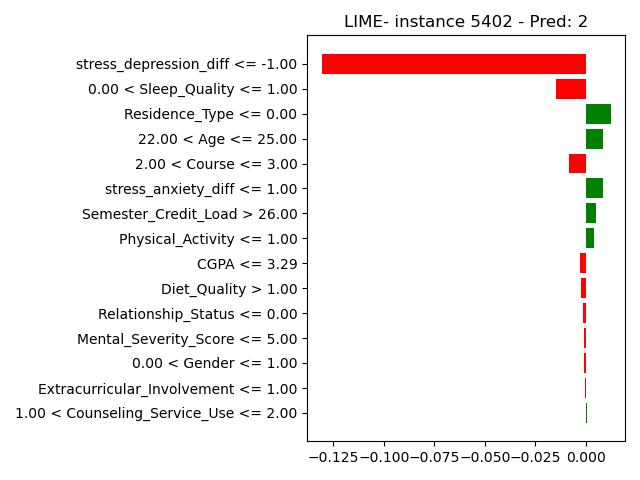 LIME- instance 5402 - Pred: 2
stress_depression_diff <= -1.00
0.00 < Sleep_Quality <= 1.00
Residence_Type <= 0.00
22.00 < Age <= 25.00
2.00 < Course <= 3.00
stress_anxiety_diff <= 1.00
Semester_Credit_Load > 26.00
Physical_Activity <= 1.00
CGPA <= 3.29
Diet_Quality > 1.00
Relationship_Status <= 0.00
Mental_Severity_Score <= 5.00
0.00 < Gender <= 1.00
Extracurricular_Involvement <= 1.00
1.00 < Counseling_Service_Use <= 2.00
−0.125 −0.100 −0.075 −0.050 −0.025 0.000